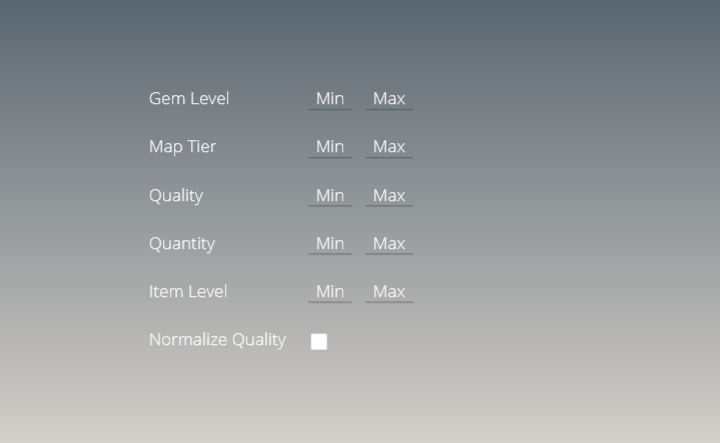 Gem Level Min Max
Map Tier Min Max
Quality Min Max
Quantity Min Max
Item Level Min Max
Normalize Quality